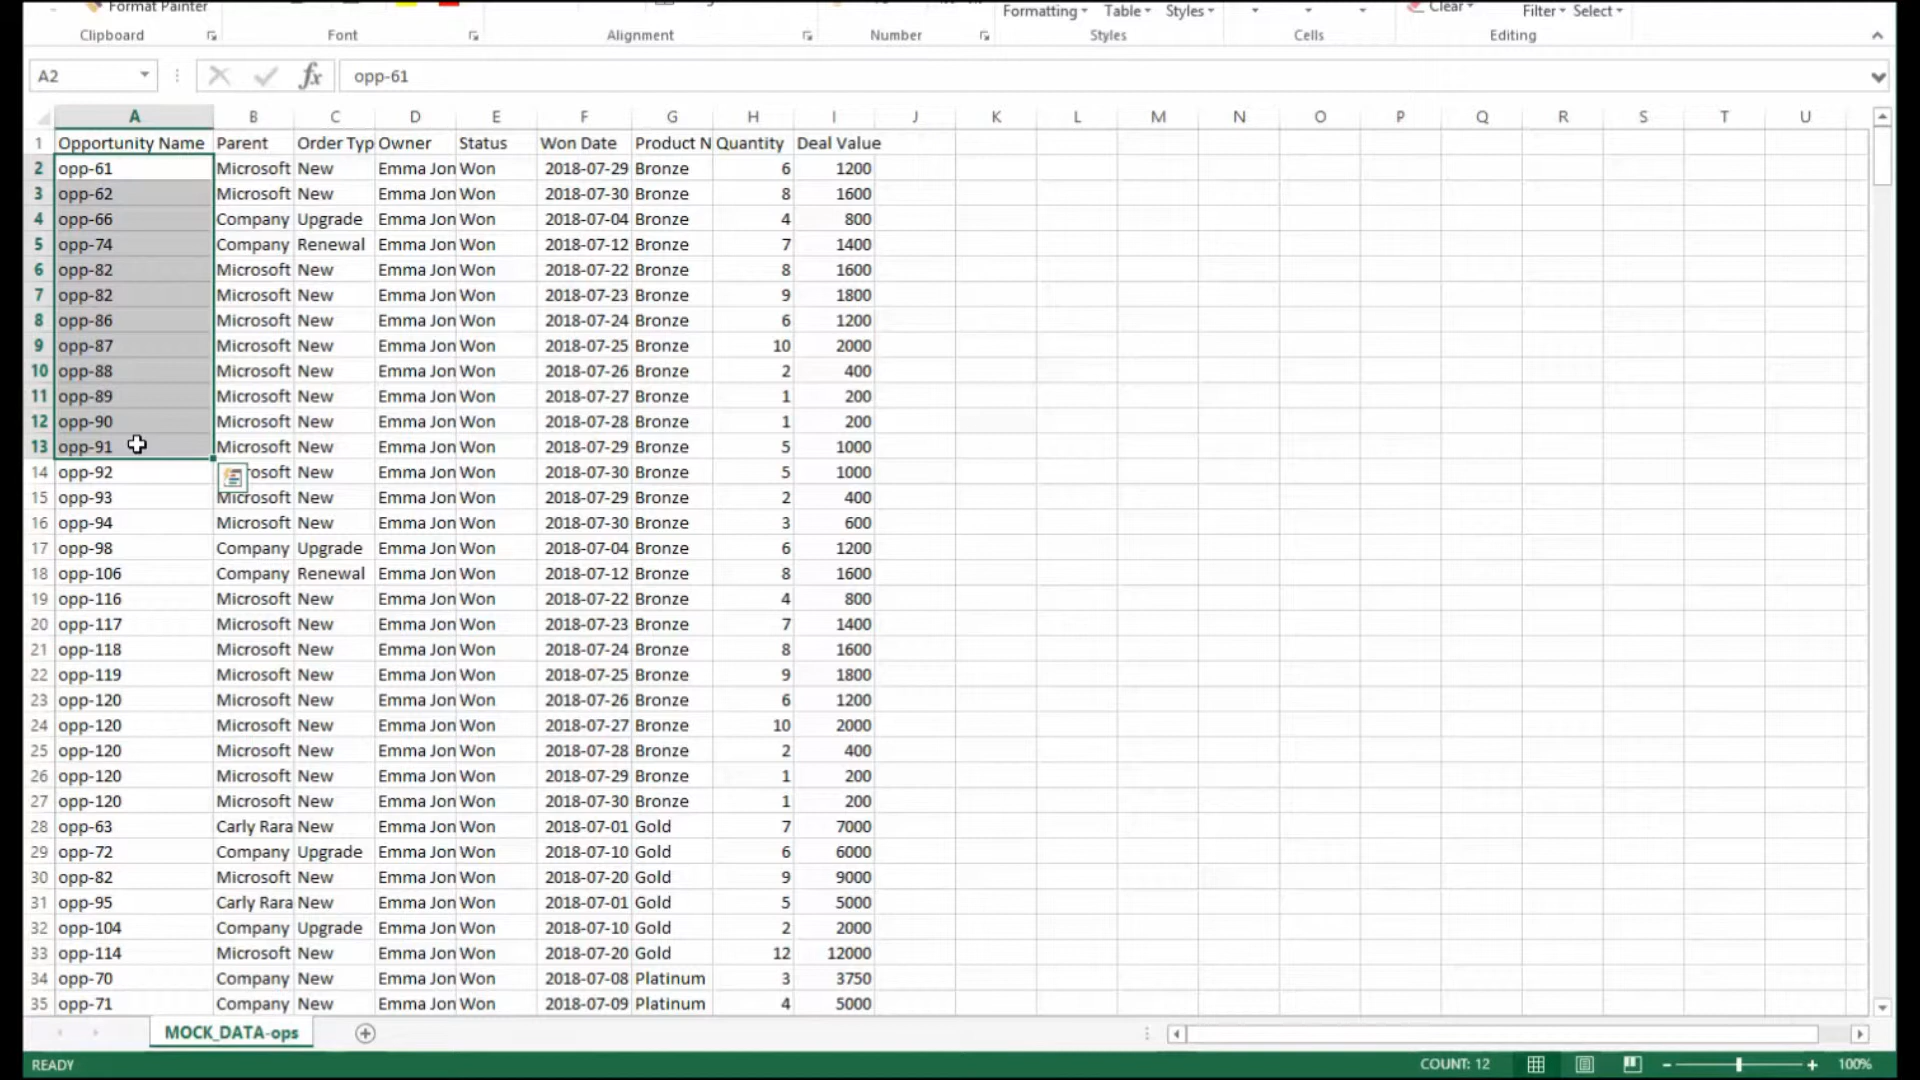 Format Painter Formatting Table Styles Clear Filter Select
Clipboard Font Alignment Number Styles Cells Editing
A2 fx opp-61
A B C D E F G H I J K L M N O P Q R S T U
1 Opportunity Name Parent Order Typ Owner Status Won Date Product N Quantity Deal Value
2 opp-61 Microsoft New Emma Jon Won 2018-07-29 Bronze 6 1200
3 opp-62 Microsoft New Emma Jon Won 2018-07-30 Bronze 8 1600
4 opp-66 Company Upgrade Emma Jon Won 2018-07-04 Bronze 4 800
5 opp-74 Company Renewal Emma Jon Won 2018-07-12 Bronze 7 1400
6 opp-82 Microsoft New Emma Jon Won 2018-07-22 Bronze 8 1600
7 opp-82 Microsoft New Emma Jon Won 2018-07-23 Bronze 9 1800
8 opp-86 Microsoft New Emma Jon Won 2018-07-24 Bronze 6 1200
9 opp-87 Microsoft New Emma Jon Won 2018-07-25 Bronze 10 2000
10 opp-88 Microsoft New Emma Jon Won 2018-07-26 Bronze 2 400
11 opp-89 Microsoft New Emma Jon Won 2018-07-27 Bronze 1 200
12 opp-90 Microsoft New Emma Jon Won 2018-07-28 Bronze 1 200
13 opp-91 Microsoft New Emma Jon Won 2018-07-29 Bronze 5 1000
14 opp-92 rosoft New Emma Jon Won 2018-07-30 Bronze 5 1000
15 opp-93 Microsoft New Emma Jon Won 2018-07-29 Bronze 2 400
16 opp-94 Microsoft New Emma Jon Won 2018-07-30 Bronze 3 600
17 opp-98 Company Upgrade Emma Jon Won 2018-07-04 Bronze 6 1200
18 opp-106 Company Renewal Emma Jon Won 2018-07-12 Bronze 8 1600
19 opp-116 Microsoft New Emma Jon Won 2018-07-22 Bronze 4 800
20 opp-117 Microsoft New Emma Jon Won 2018-07-23 Bronze 7 1400
21 opp-118 Microsoft New Emma Jon Won 2018-07-24 Bronze 8 1600
22 opp-119 Microsoft New Emma Jon Won 2018-07-25 Bronze 9 1800
23 opp-120 Microsoft New Emma Jon Won 2018-07-26 Bronze 6 1200
24 opp-120 Microsoft New Emma Jon Won 2018-07-27 Bronze 10 2000
25 opp-120 Microsoft New Emma Jon Won 2018-07-28 Bronze 2 400
26 opp-120 Microsoft New Emma Jon Won 2018-07-29 Bronze 1 200
27 opp-120 Microsoft New Emma Jon Won 2018-07-30 Bronze 1 200
28 opp-63 Carly Rara New Emma Jon Won 2018-07-01 Gold 7 7000
29 opp-72 Company Upgrade Emma Jon Won 2018-07-10 Gold 6 6000
30 opp-82 Microsoft New Emma Jon Won 2018-07-20 Gold 9 9000
31 opp-95 Carly Rara New Emma Jon Won 2018-07-01 Gold 5 5000
32 opp-104 Company Upgrade Emma Jon Won 2018-07-10 Gold 2 2000
33 opp-114 Microsoft New Emma Jon Won 2018-07-20 Gold 12 12000
34 opp-70 Company New Emma Jon Won 2018-07-08 Platinum 3 3750
35 opp-71 Company New Emma Jon Won 2018-07-09 Platinum 4 5000
MOCK_DATA-ops
READY COUNT: 12 100%